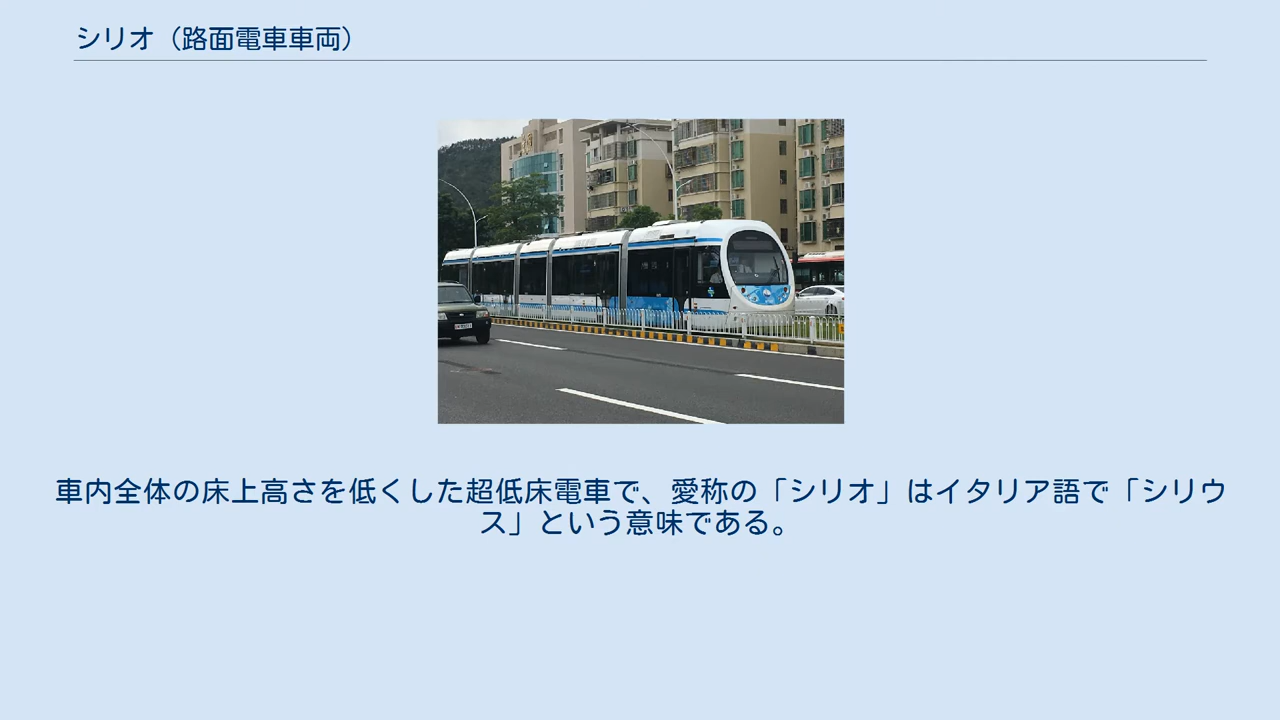 シリオ（路面電車車両）
車内全体の床上高さを低くした超低床電車で、愛称の「シリオ」はイタリア語で「シリウ
ス」という意味である。